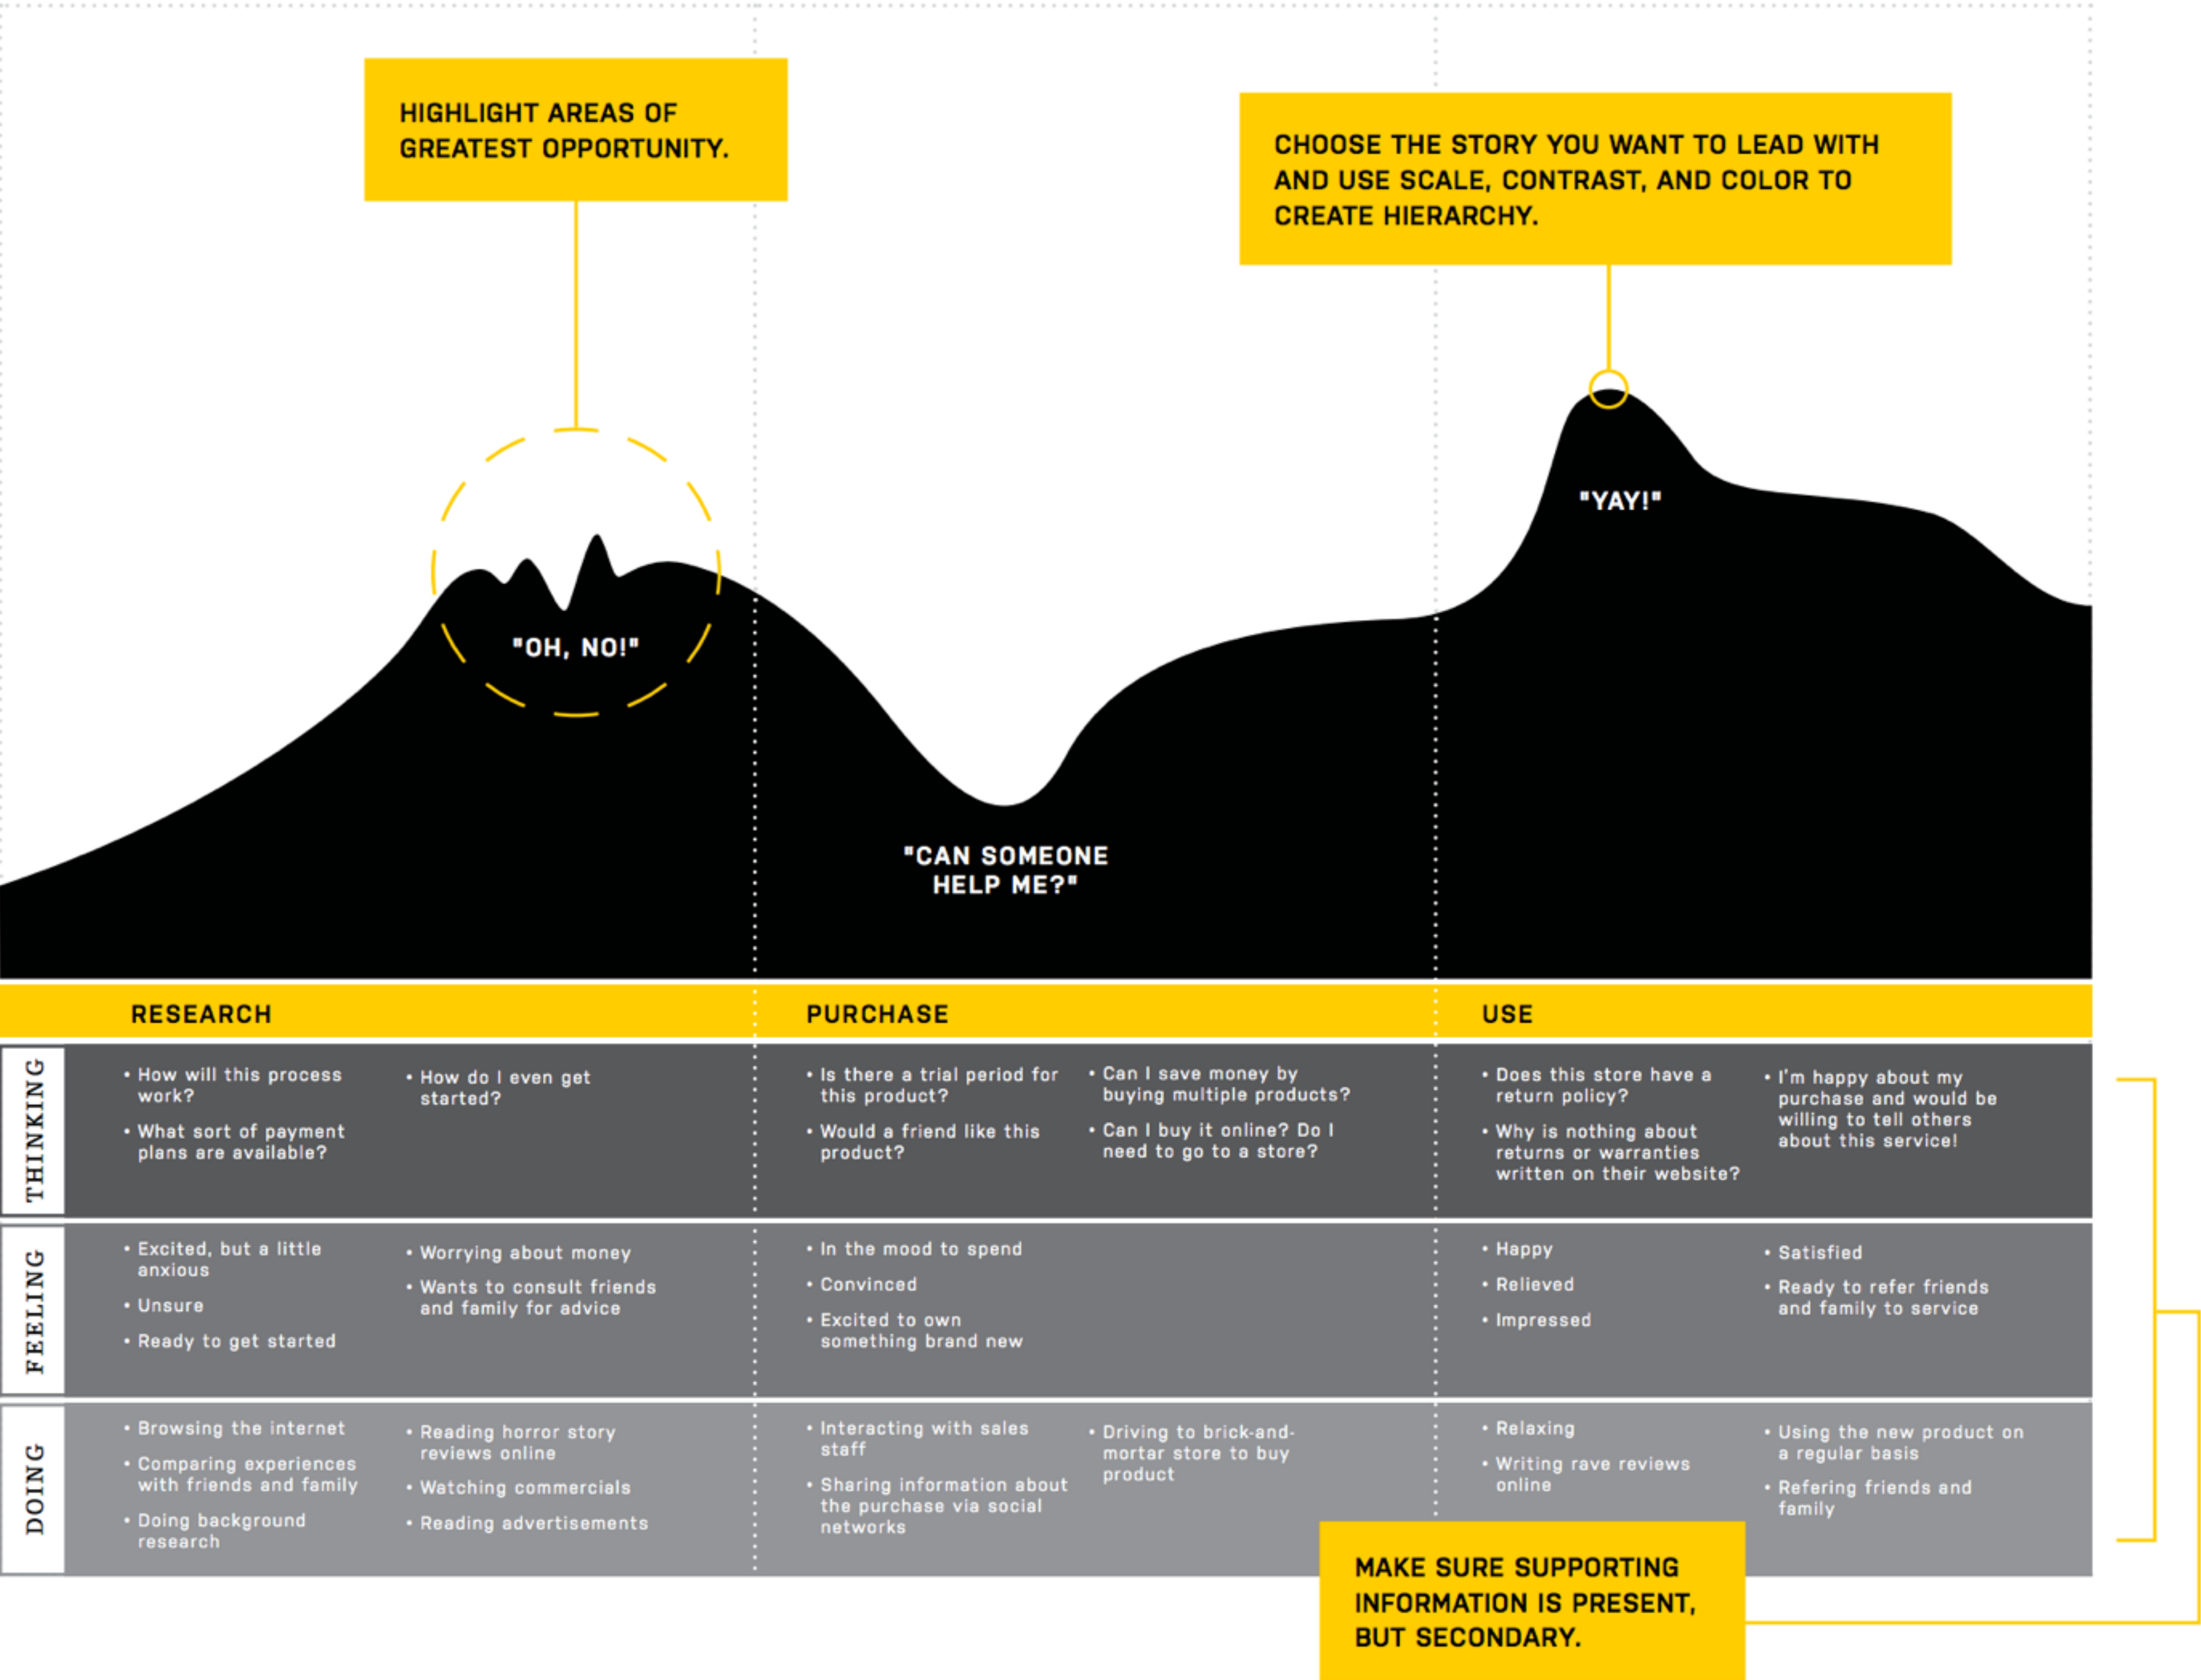 HIGHLIGHT AREAS OF
GREATEST OPPORTUNITY.
CHOOSE THE STORY YOU WANT TO LEAD WITH
AND USE SCALE, CONTRAST, AND COLOR TO
CREATE HIERARCHY.
"OH, NO!"
"CAN SOMEONE
HELP ME?"
"YAY!"
RESEARCH
PURCHASE
USE
THINKING
• How will this process
work?
• What sort of payment
plans are available?
• How do I even get
started?
• Is there a trial period for
this product?
• Would a friend like this
product?
• Can I save money by
buying multiple products?
• Can I buy it online? Do I
need to go to a store?
• Does this store have a
return policy?
• Why is nothing about
returns or warranties
written on their website?
• I'm happy about my
purchase and would be
willing to tell others
about this service!
FEELING
• Excited, but a little
anxious
• Unsure
• Ready to get started
• Worrying about money
• Wants to consult friends
and family for advice
• In the mood to spend
• Convinced
• Excited to own
something brand new
• Happy
• Relieved
• Impressed
• Satisfied
• Ready to refer friends
and family to service
DOING
• Browsing the internet
• Comparing experiences
with friends and family
• Doing background
research
• Reading horror story
reviews online
• Watching commercials
• Reading advertisements
• Interacting with sales
staff
• Sharing information about
the purchase via social
networks
• Driving to brick-and-
mortar store to buy
product
• Relaxing
• Writing rave reviews
online
• Using the new product on
a regular basis
• Refering friends and
family
MAKE SURE SUPPORTING
INFORMATION IS PRESENT,
BUT SECONDARY.